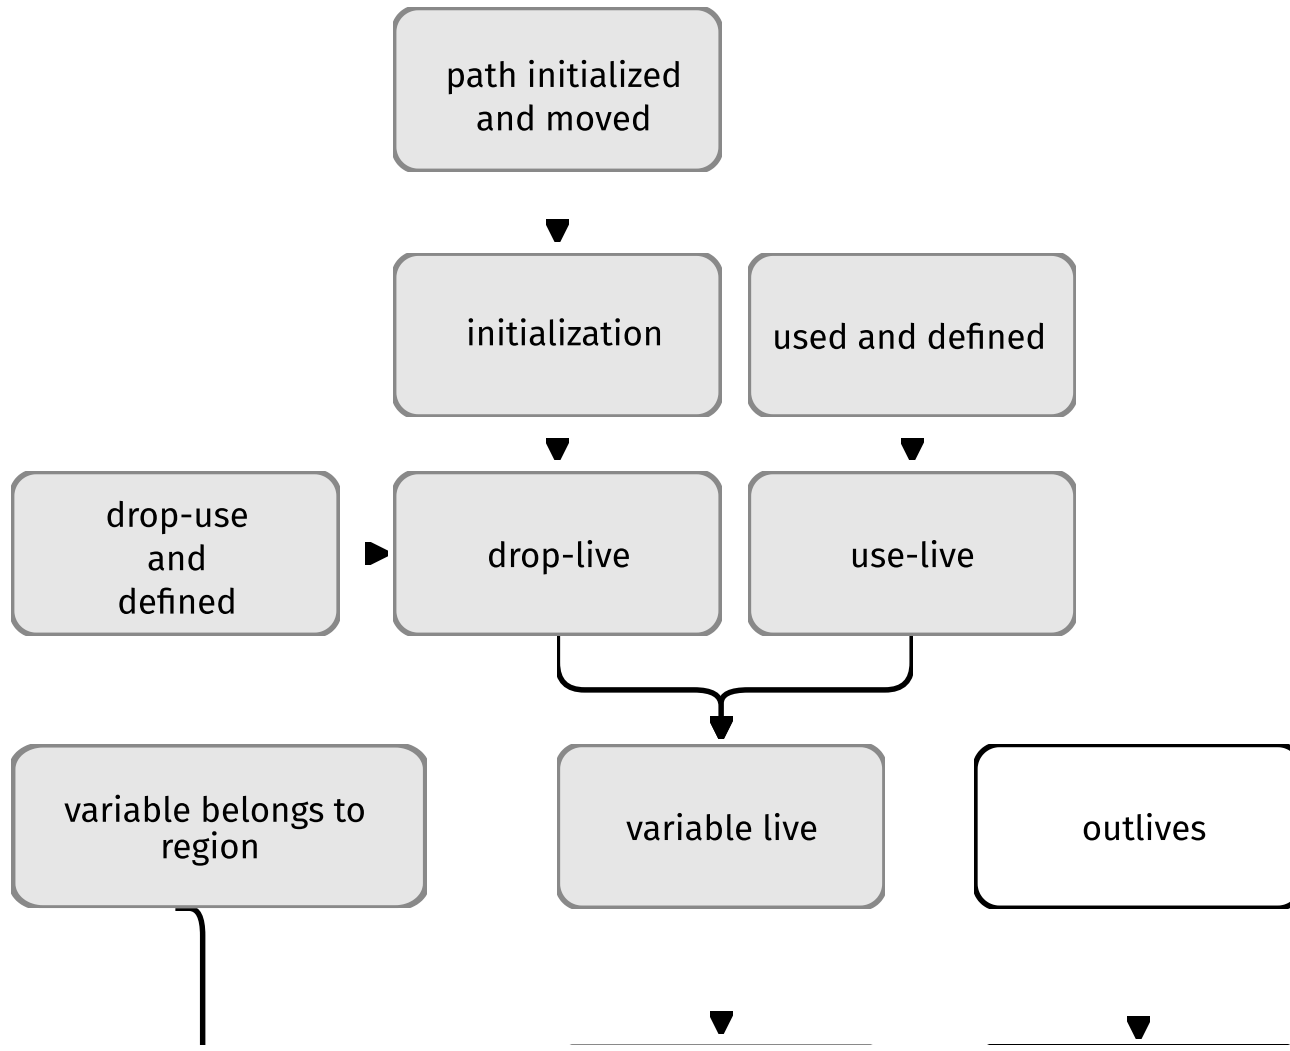 path initialized
and moved
initialization
used and defined
drop-use
and
defined
drop-live
use-live
variable belongs to
region
variable live
outlives